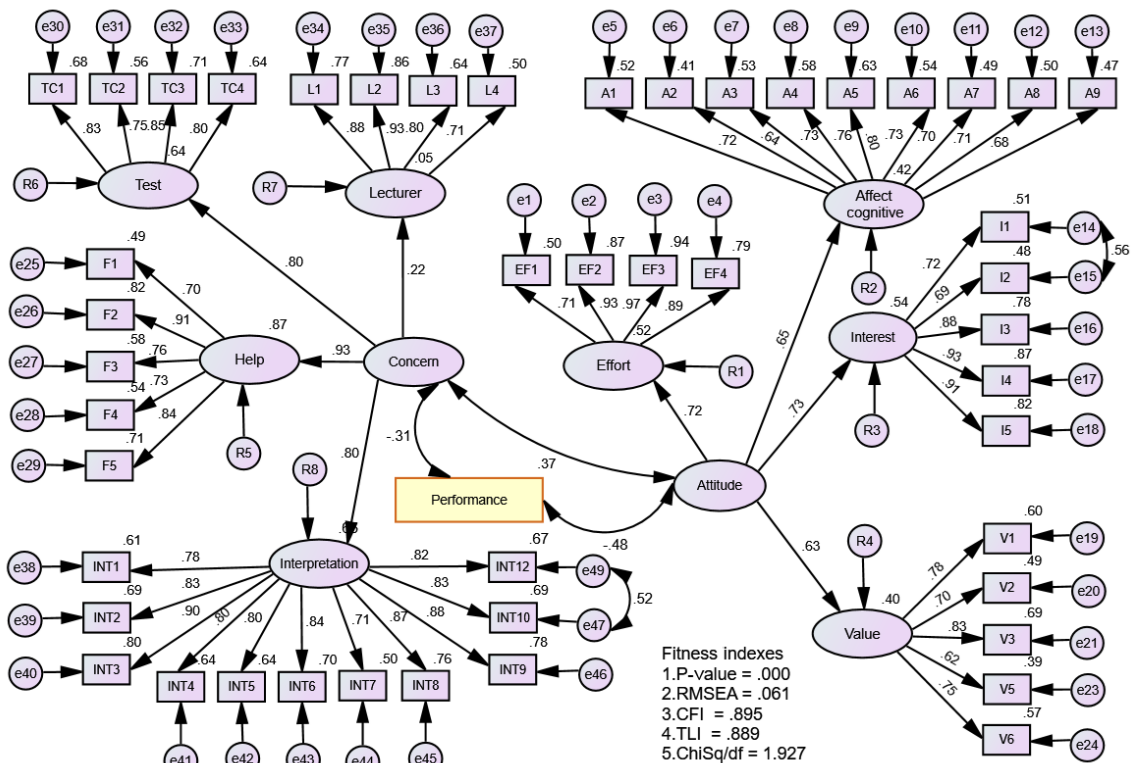 e30 e31 e32 e33 e34 e35 e36 e37 e5 e6 e7 e8 e9 e10 e11 e12 e13
.68 .56 .71 .64 .77 .86 .64 .50 .52 .41 .53 .58 .63 .54 .49 .50 .47
TC1 TC2 TC3 TC4 L1 L2 L3 L4 A1 A2 A3 A4 A5 A6 A7 A8 A9
.83 .75 .85 .80 .88 .93 .80 .71 .72 .64 .73 .76 .80 .73 .70 .71 .68
.64 .05 .42
R6 Test R7 Lecturer Affect
cognitive
e1 e2 e3 e4
.50 .87 .94 .79
EF1 EF2 EF3 EF4
.71 .93 .97 .89
.52
Effort R1
R2
.51
I1 e14
.48 .56
I2 e15
.78
I3 e16
.87
I4 e17
.82
I5 e18
.72
.69
.88
.93
.91
.54
Interest
R3
.80 .22
.49
e25 F1
.82
e26 F2
.58
e27 F3
.54
e28 F4
.71
e29 F5
.70
.91
.76
.73
.84
.87
Help
R5
.93
Concern
.65
.73
.72
-.31
.37
.80
Attitude
Performance
-.48
R8
Interpretation
.61
e38 INT1
.69
e39 INT2
.80
e40 INT3
.78
.83
.90
.80 .80 .84 .71 .87 .88
.82
.83
.67
INT12 e49
.52
.69
INT10 e47
.78
INT9 e46
.64 .64 .70 .50 .76
INT4 INT5 INT6 INT7 INT8
e41 e42 e43 e44 e45
.63
R4
.40
Value
.60
V1 e19
.49
V2 e20
.69
V3 e21
.39
V5 e23
.57
V6 e24
.78
.70
.83
.62
.75
Fitness indexes
1.P-value = .000
2.RMSEA = .061
3.CFI = .895
4.TLI = .889
5.ChiSq/df = 1.927